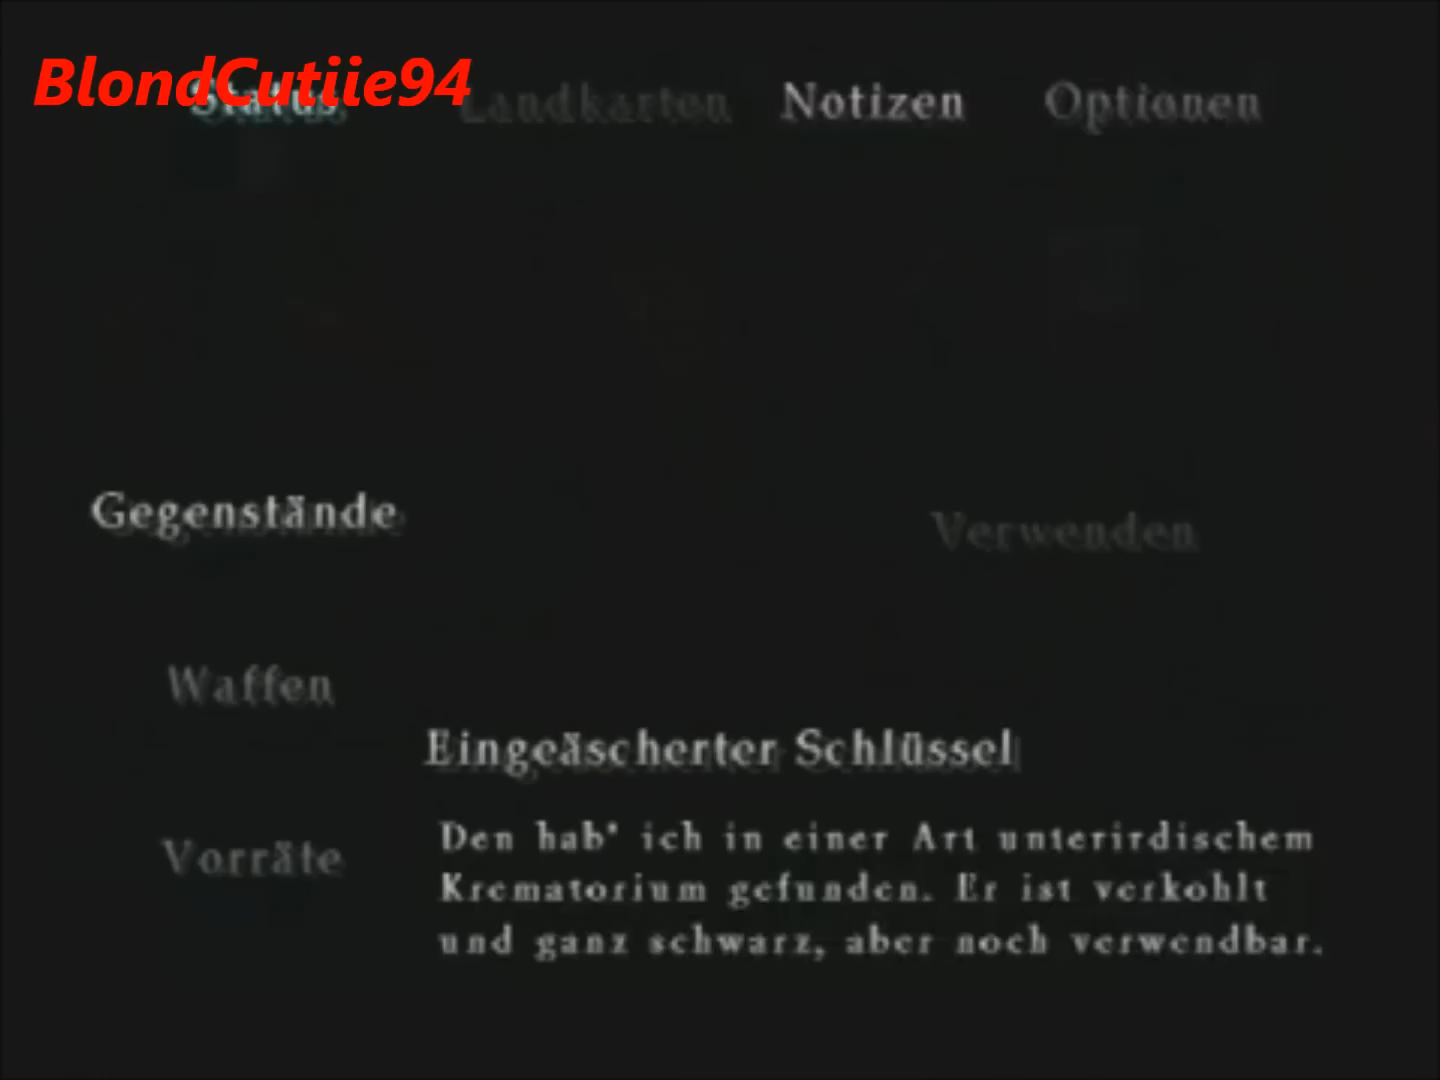 BlondCutiie94
Status Landkarten Notizen Optionen
Gegenstände
Verwenden
Waffen
Eingeäscherter Schlüssel
Vorräte
Den hab' ich in einer Art unterirdischem
Krematorium gefunden. Er ist verkohlt
und ganz schwarz, aber noch verwendbar.